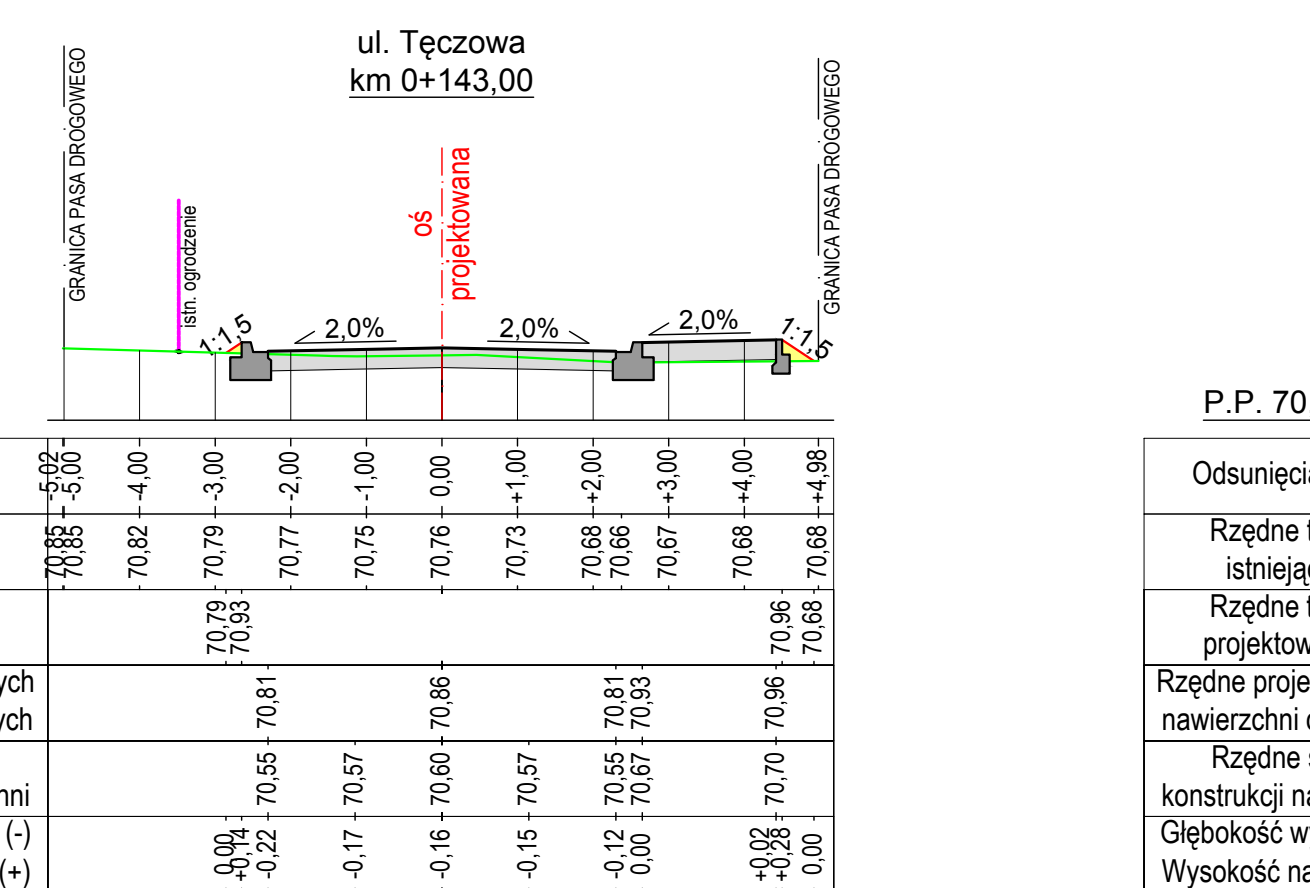 ul. Tęczowa
km 0+143,00
GRANICA PASA DROGOWEGO
istn. ogrodzenie
oś
projektowana
GRANICA PASA DROGOWEGO
1:1,5
2,0%
2,0%
2,0%
1:1,5
P.P. 70
-5,02 -5,00 -4,00 -3,00 -2,00 -1,00 0,00 +1,00 +2,00 +3,00 +4,00 +4,98
70,85 70,85 70,82 70,79 70,77 70,75 70,76 70,73 70,68 70,66 70,67 70,68 70,68
70,79 70,93 70,96 70,68
ych
ych
70,81 70,86 70,81 70,93 70,96
hni
70,55 70,57 70,60 70,57 70,55 70,67 70,70
(-)
(+)
0,00 +0,14 -0,22 -0,17 -0,16 -0,15 -0,12 0,00 +0,02 +0,28 0,00
Odsunięcia
Rzędne t
istnieją
Rzędne t
projektow
Rzędne proje
nawierzchni
Rzędne
konstrukcji na
Głębokość w
Wysokość na